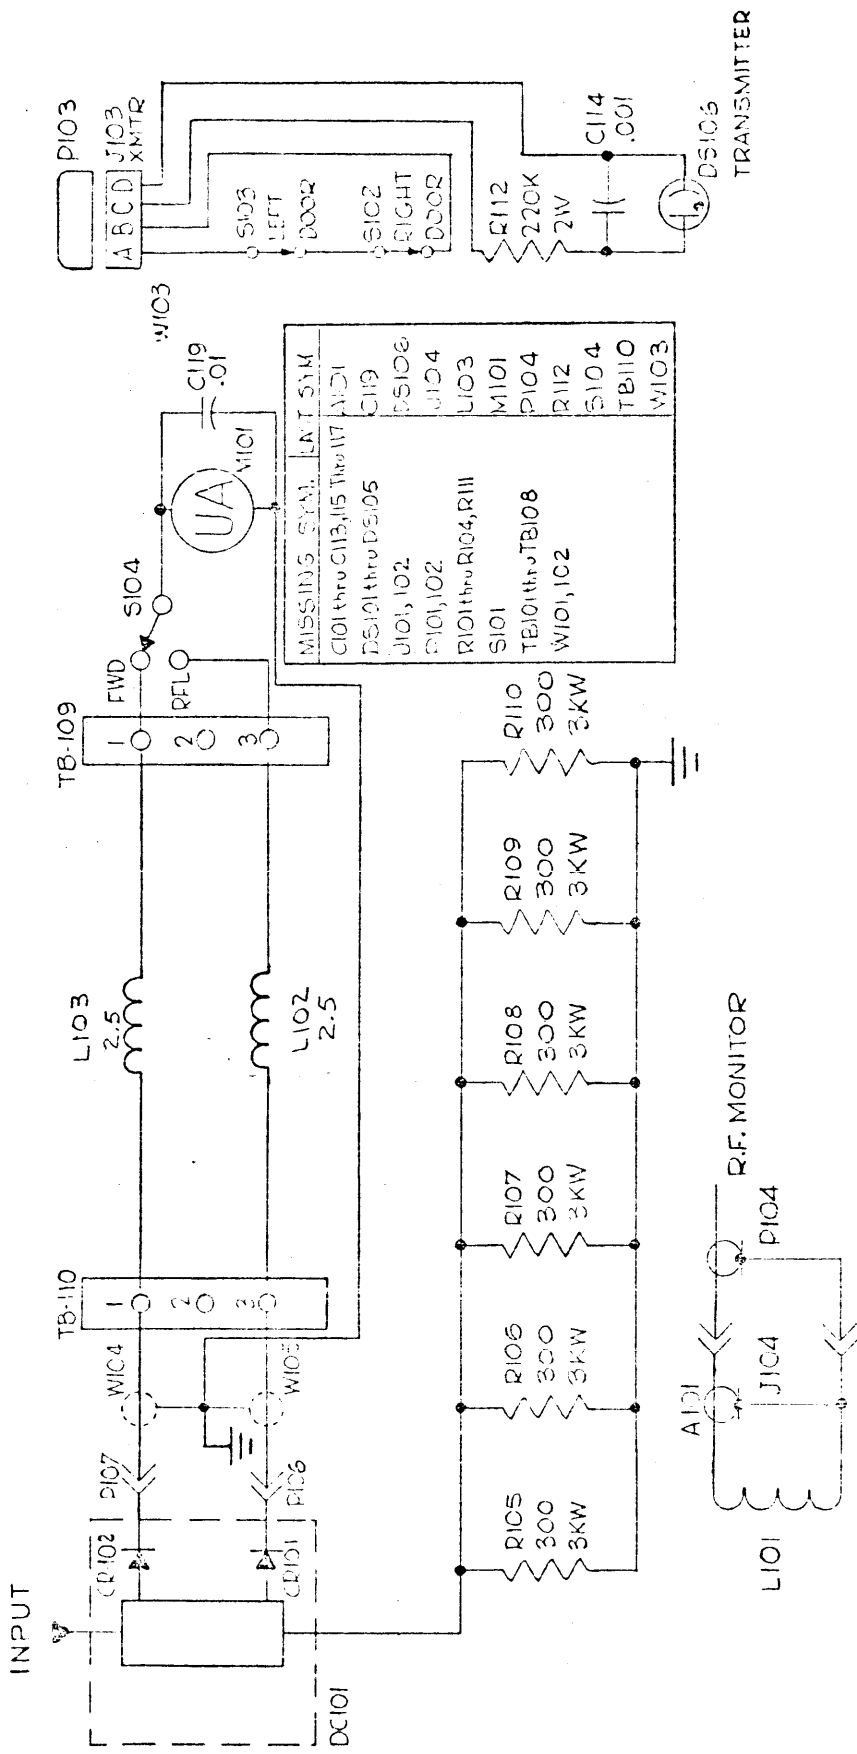 INPUT
DC101
CR102
CR101
P107
P106
W104
W105
TB-110
1
2
3
L103
2.5
L102
2.5
TB-109
1
2
3
FWD
RFL
S104
UA
M101
C119
.01
W103
P103
J103
XMTR
A B C D
S103
LEFT
DOOR
S102
RIGHT
DOOR
R112
220K
2W
C114
.001
DS106
TRANSMITTER
MISSING SYM. LAST SYM
C101 thru C113, 115 Thru 117 A101
C119
DS101 thru DS105 DS106
J101, 102 J104
L103
M101
P101, 102 P104
R101 thru R104, R111 R112
S101 S104
TB101 thru TB108 TB110
W101, 102 W103
R105
300
3KW
R106
300
3KW
R107
300
3KW
R108
300
3KW
R109
300
3KW
R110
300
3KW
L101
A101
J104
P104
R.F. MONITOR